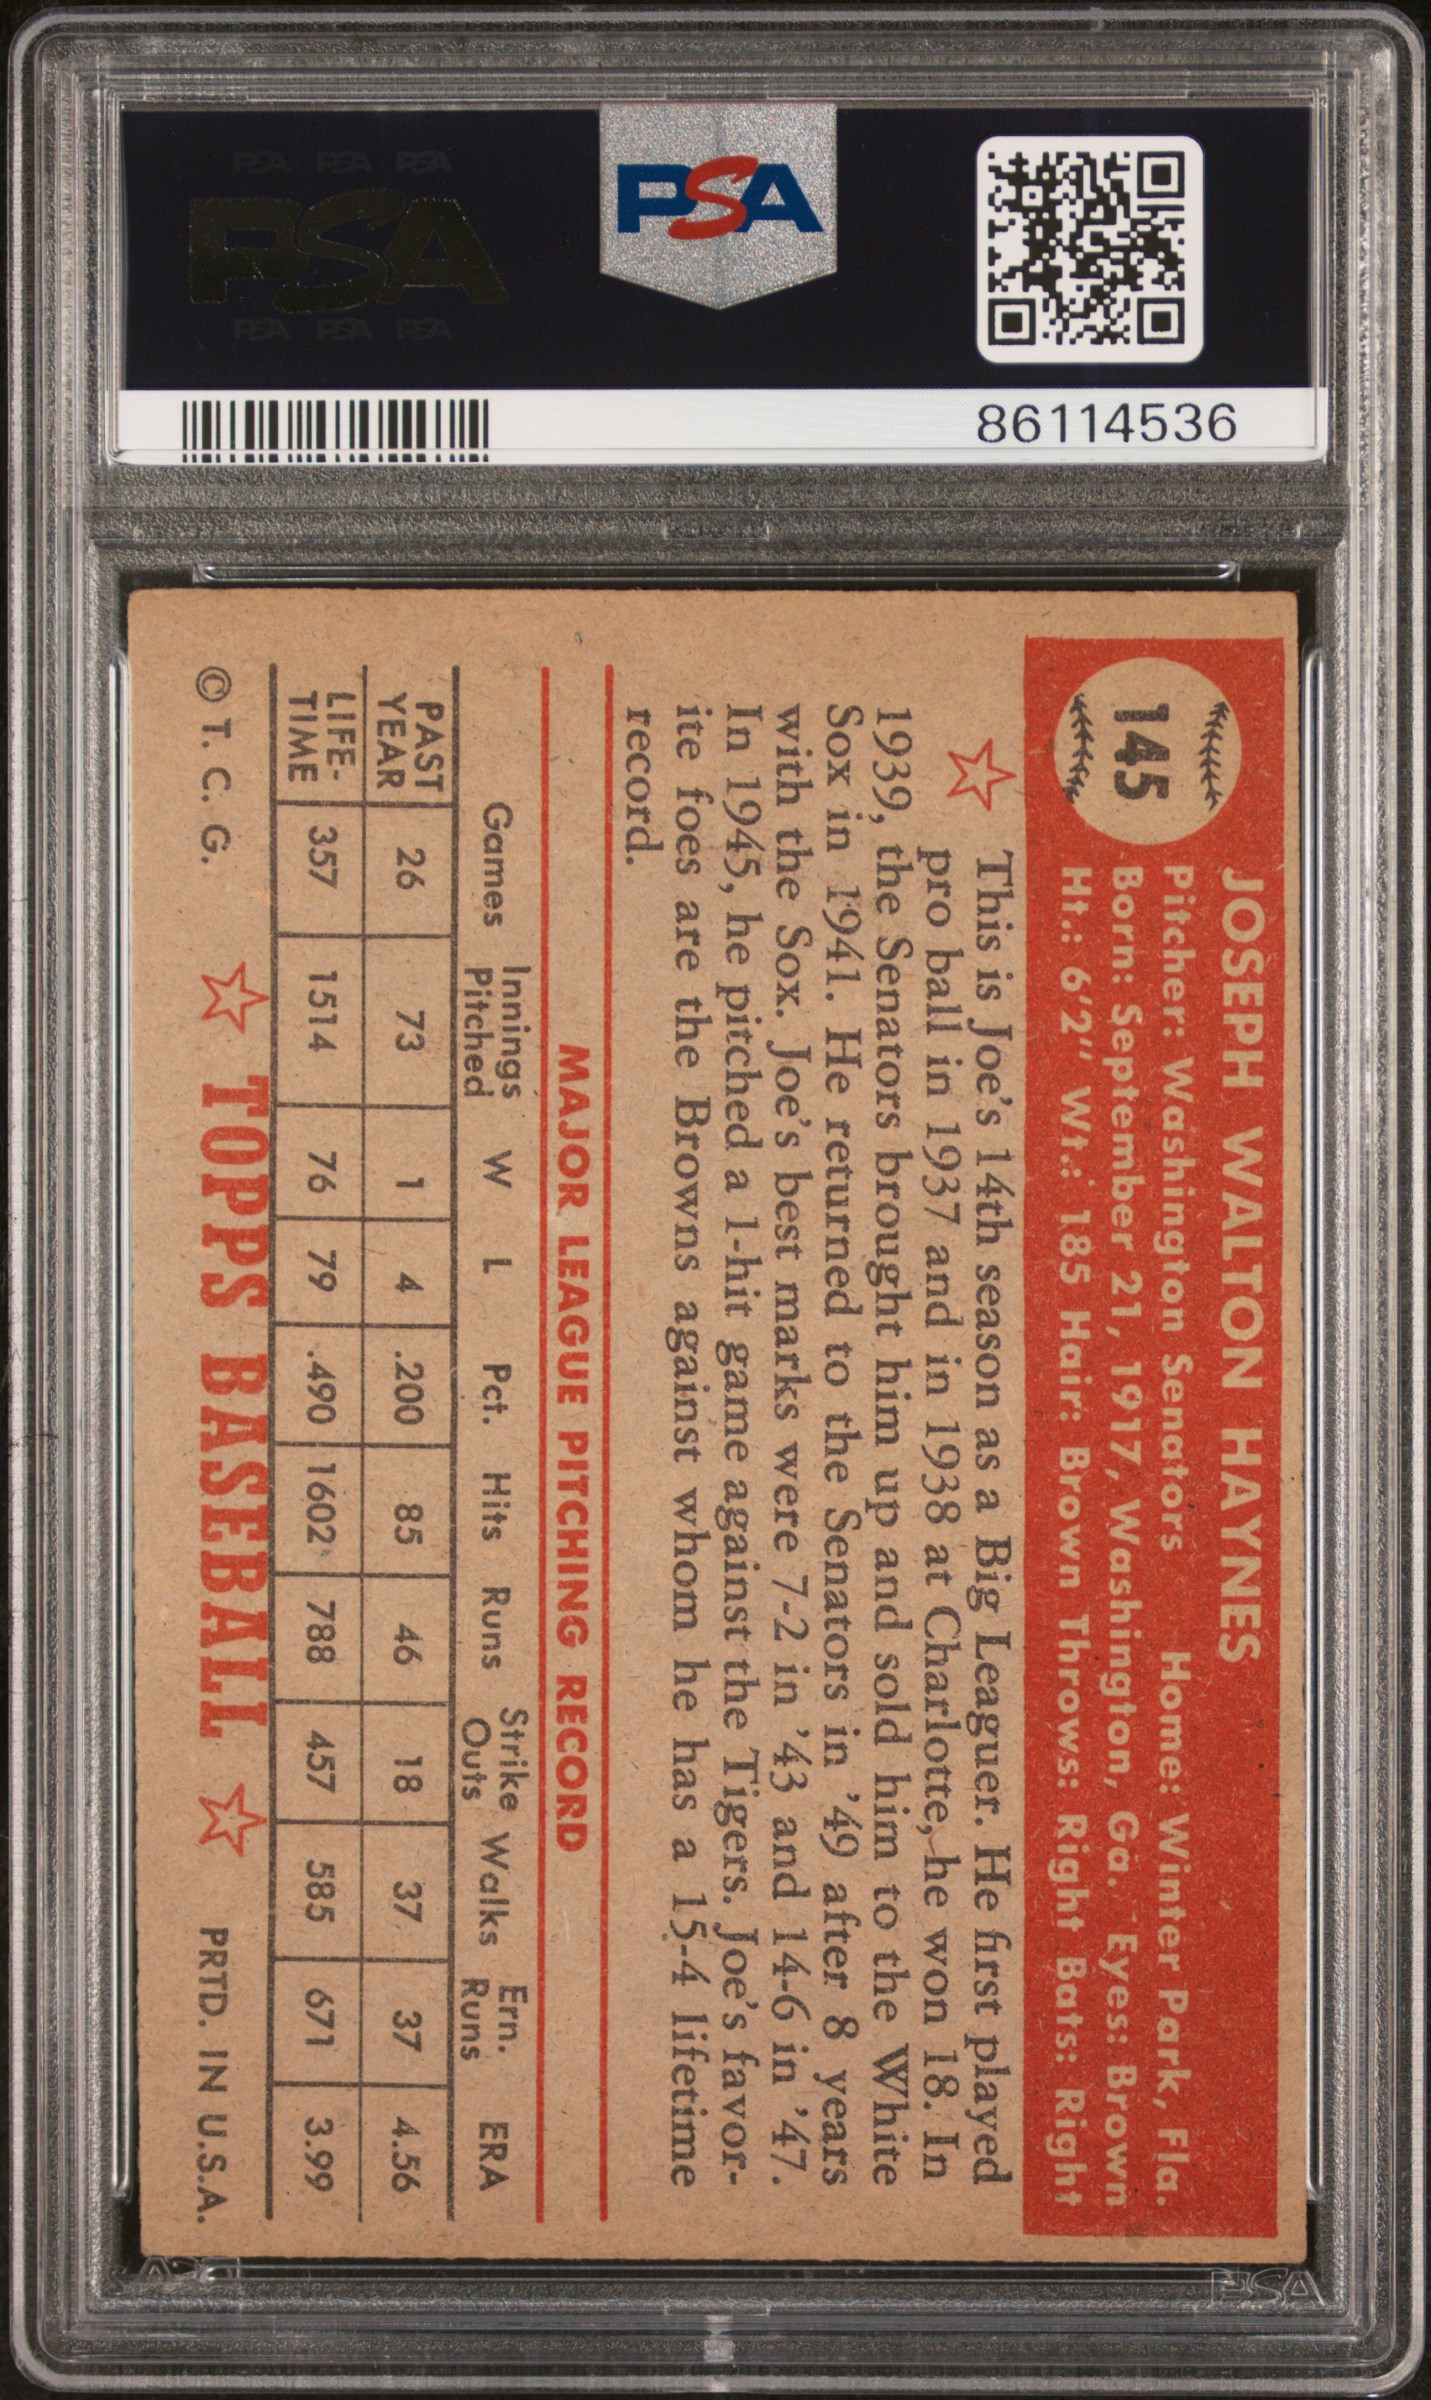 PSA PSA PSA
PSA
PSA PSA PSA
PSA
86114536
145
JOSEPH WALTON HAYNES
Pitcher: Washington Senators Home: Winter Park, Fla.
Born: September 21, 1917, Washington, Ga. Eyes: Brown
Ht.: 6'2" Wt.: 185 Hair: Brown Throws: Right Bats: Right
This is Joe's 14th season as a Big Leaguer. He first played
pro ball in 1937 and in 1938 at Charlotte, he won 18. In
1939, the Senators brought him up and sold him to the White
Sox in 1941. He returned to the Senators in '49 after 8 years
with the Sox. Joe's best marks were 7-2 in '43 and 14-6 in '47.
In 1945, he pitched a 1-hit game against the Tigers. Joe's favor-
ite foes are the Browns against whom he has a 15-4 lifetime
record.
MAJOR LEAGUE PITCHING RECORD
Games Innings Pitched W L Pct. Hits Runs Strike Outs Walks Ern. Runs ERA
PAST YEAR 26 73 1 4 .200 85 46 18 37 37 4.56
LIFE-TIME 357 1514 76 79 .490 1602 788 457 585 671 3.99
© T. C. G. TOPPS BASEBALL PRTD. IN U.S.A.
PSA